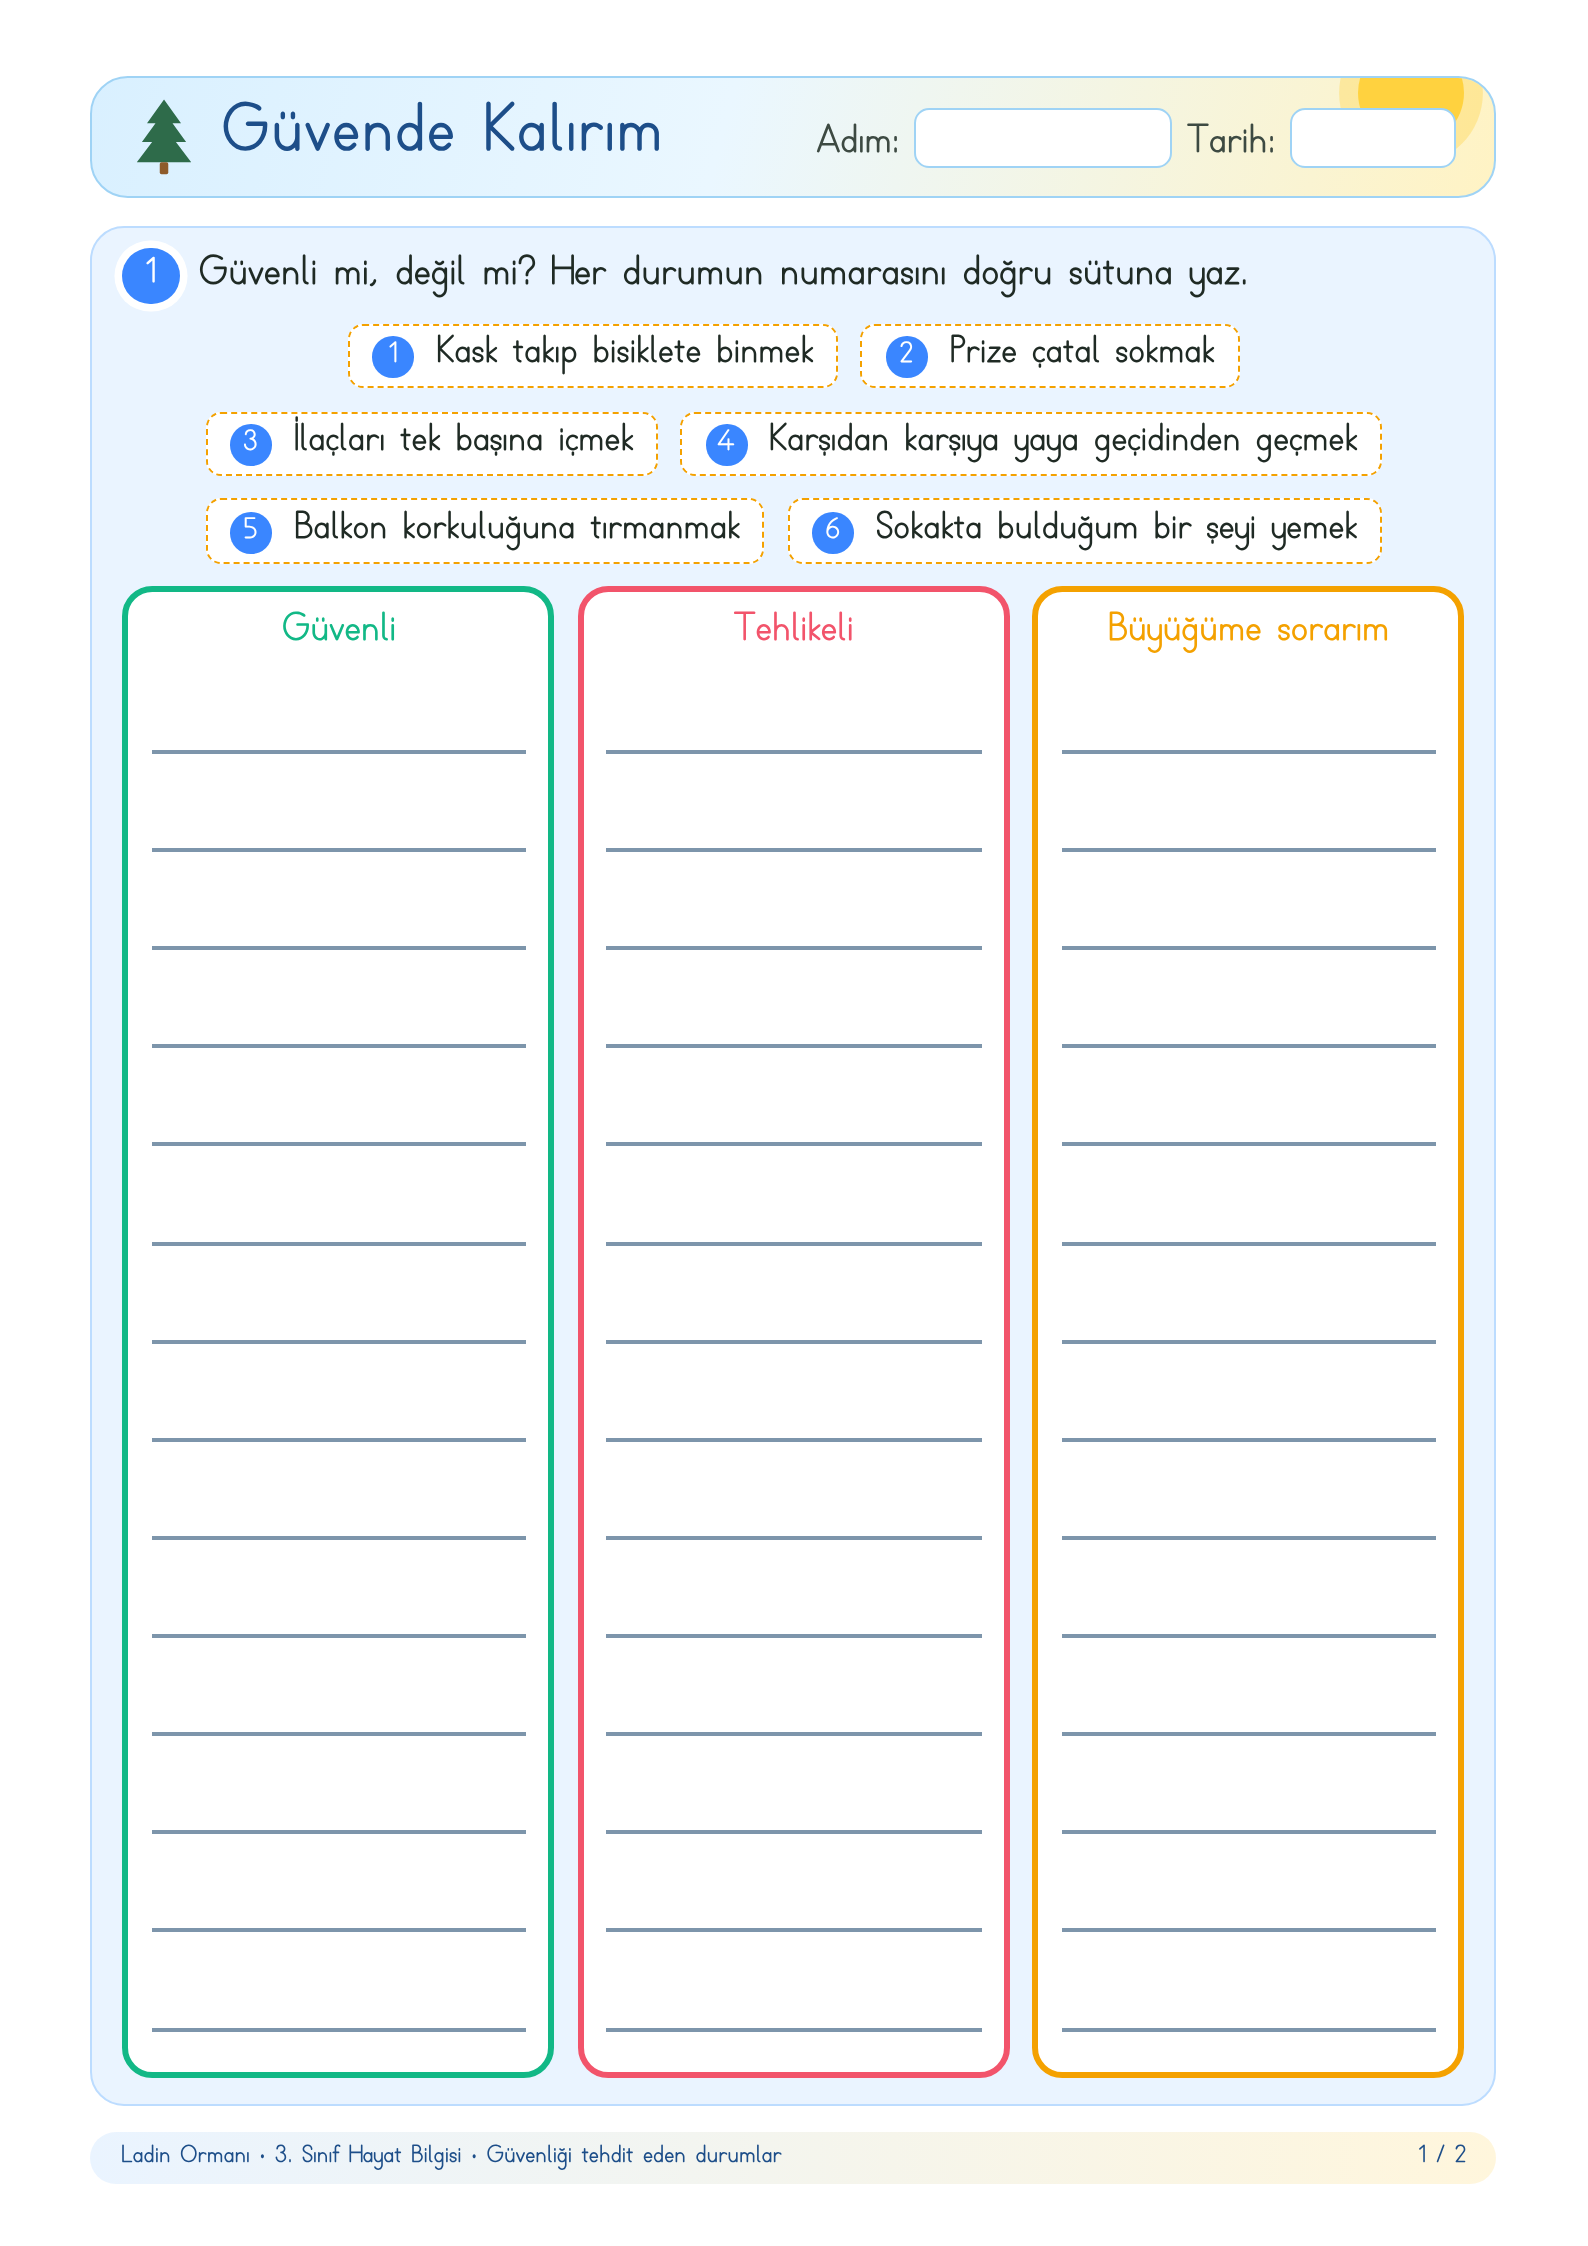 Güvende Kalırım
Adım: Tarih:
1 Güvenli mi, değil mi? Her durumun numarasını doğru sütuna yaz.
1 Kask takıp bisiklete binmek 2 Prize çatal sokmak
3 İlaçları tek başına içmek 4 Karşıdan karşıya yaya geçidinden geçmek
5 Balkon korkuluğuna tırmanmak 6 Sokakta bulduğum bir şeyi yemek
Güvenli Tehlikeli Büyüğüme sorarım
Ladin Ormanı • 3. Sınıf Hayat Bilgisi • Güvenliği tehdit eden durumlar 1 / 2